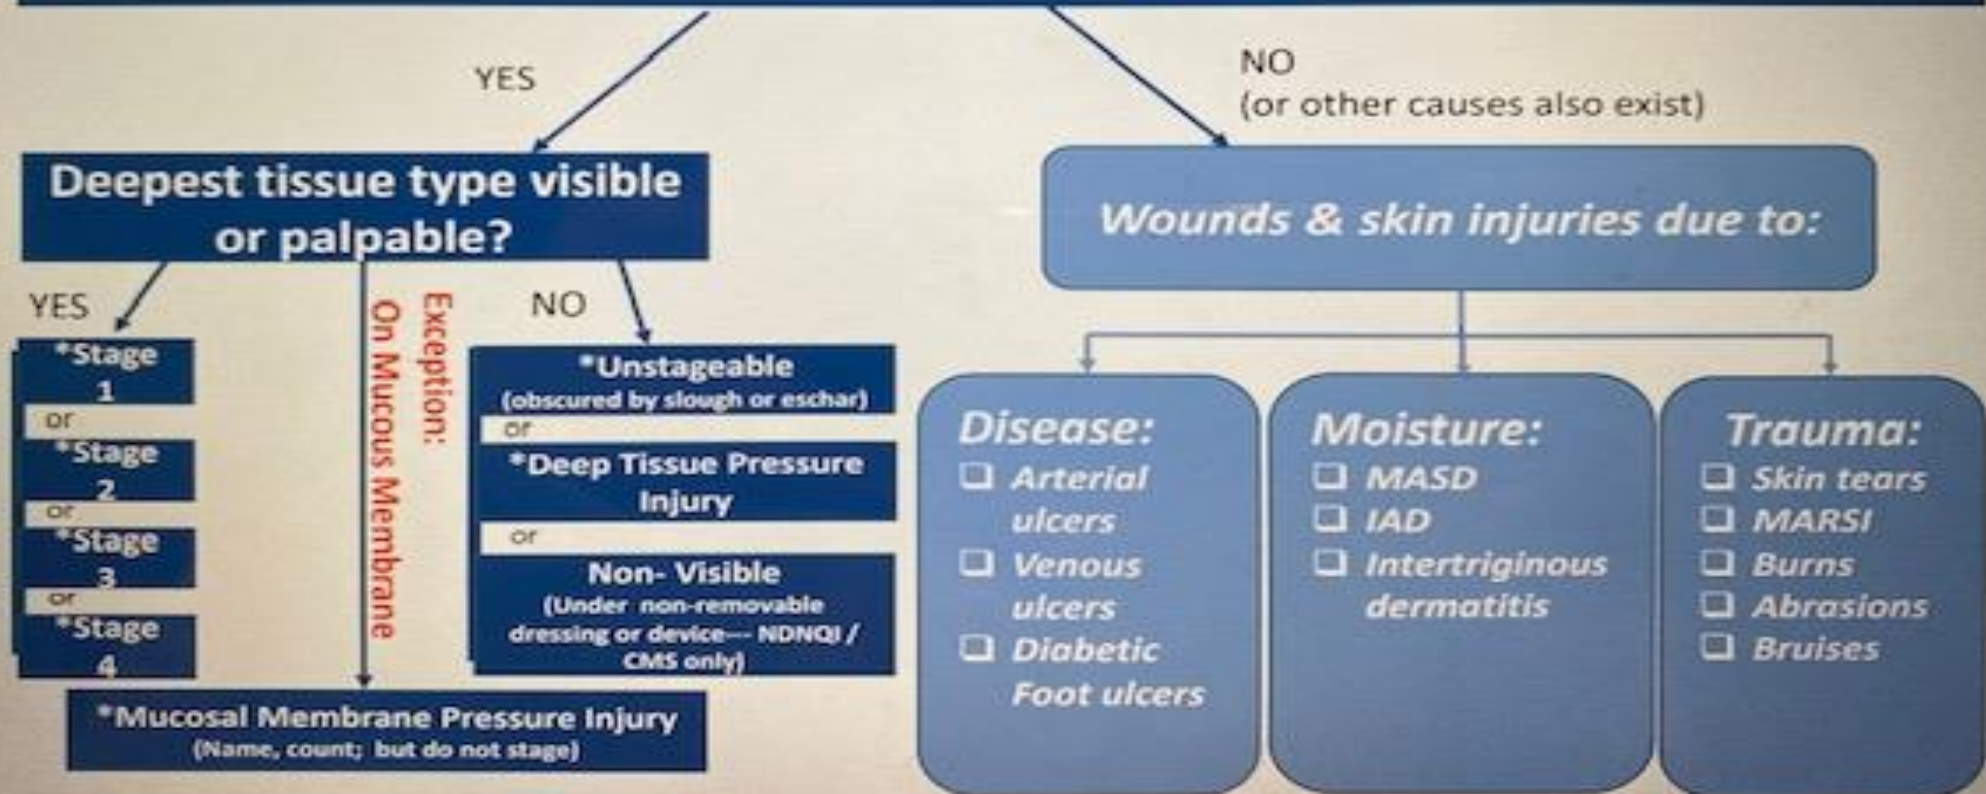 YES
NO
(or other causes also exist)
Deepest tissue type visible
or palpable?
Wounds & skin injuries due to:
YES
Exception:
On Mucous Membrane
NO
*Stage
1
or
*Stage
2
or
*Stage
3
or
*Stage
4
*Unstageable
(obscured by slough or eschar)
or
*Deep Tissue Pressure
Injury
or
Non- Visible
(Under non-removable
dressing or device--- NDNQI /
CMS only)
*Mucosal Membrane Pressure Injury
(Name, count; but do not stage)
Disease:
❑ Arterial
ulcers
❑ Venous
ulcers
❑ Diabetic
Foot ulcers
Moisture:
❑ MASD
❑ IAD
❑ Intertriginous
dermatitis
Trauma:
❑ Skin tears
❑ MARSI
❑ Burns
❑ Abrasions
❑ Bruises